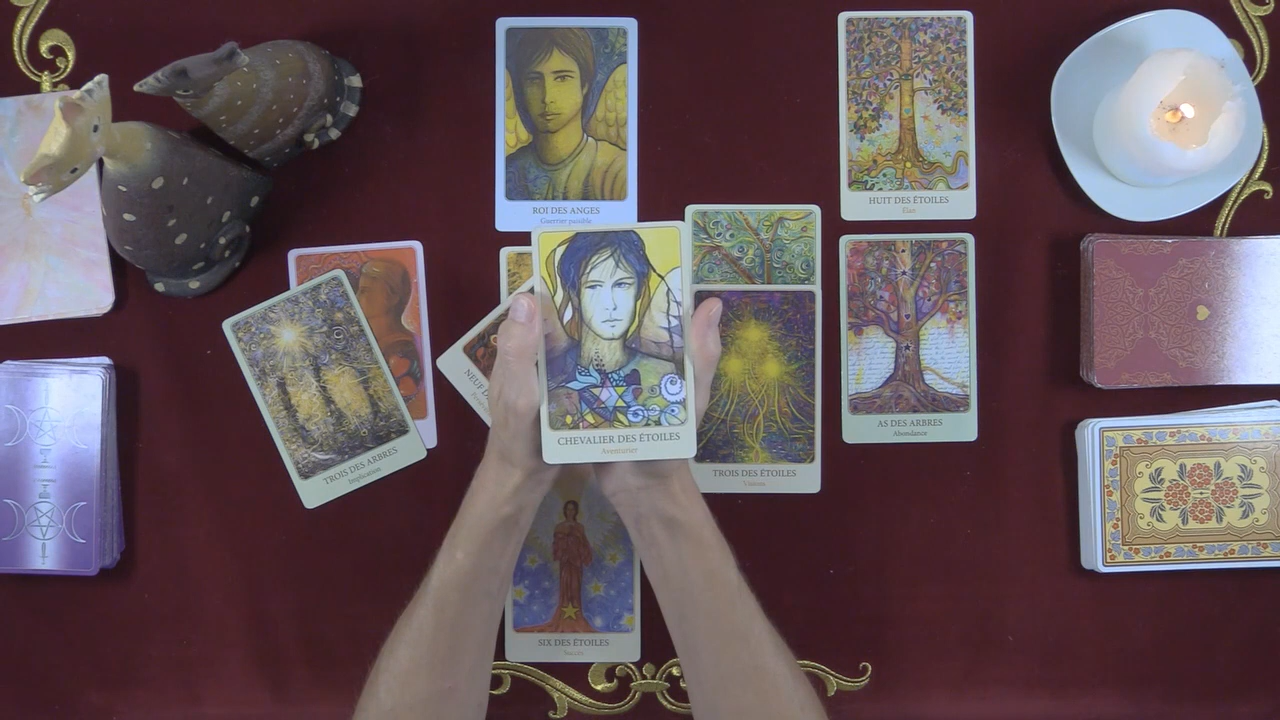 ROI DES ANGES
Guerrier paisible
HUIT DES ÉTOILES
Élan
CHEVALIER DES ÉTOILES
Aventurier
AS DES ARBRES
Abondance
NEUF D
TROIS DES ARBRES
Implication
TROIS DES ÉTOILES
Visions
SIX DES ÉTOILES
Succès